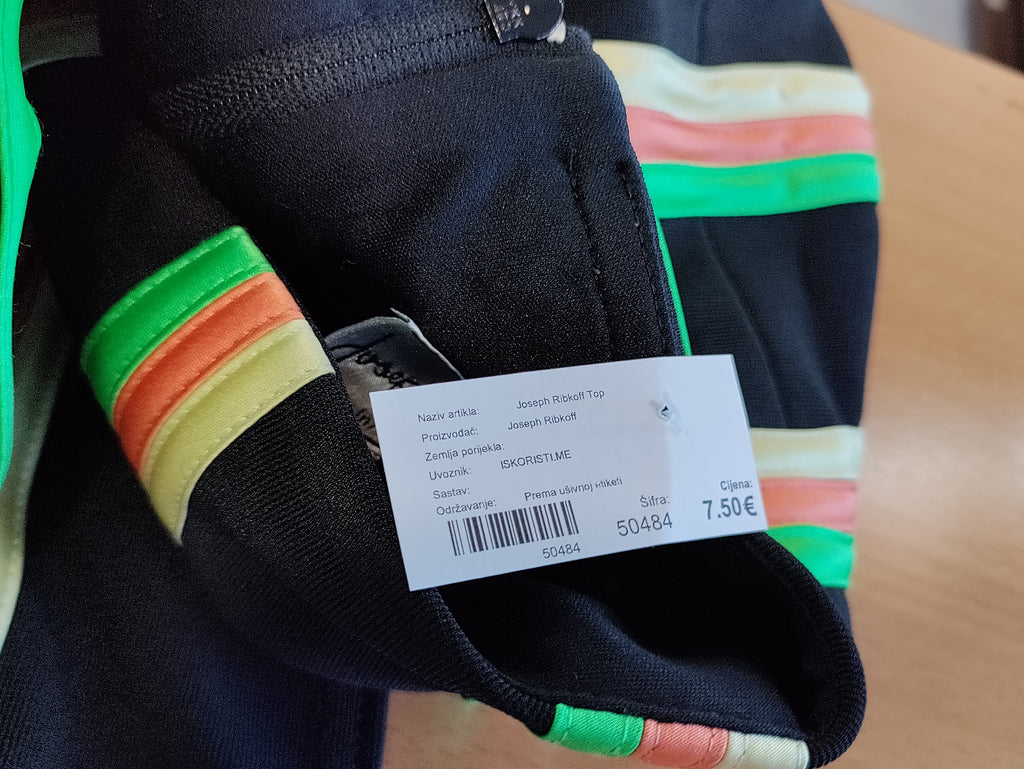 Naziv artikla: Joseph Ribkoff Top
Proizvođač: Joseph Ribkoff
Zemlja porijekla:
Uvoznik: ISKORISTI.ME
Sastav:
Održavanje: Prema ušivnoj etiketi
50484
Šifra:
50484
Cijena:
7.50€